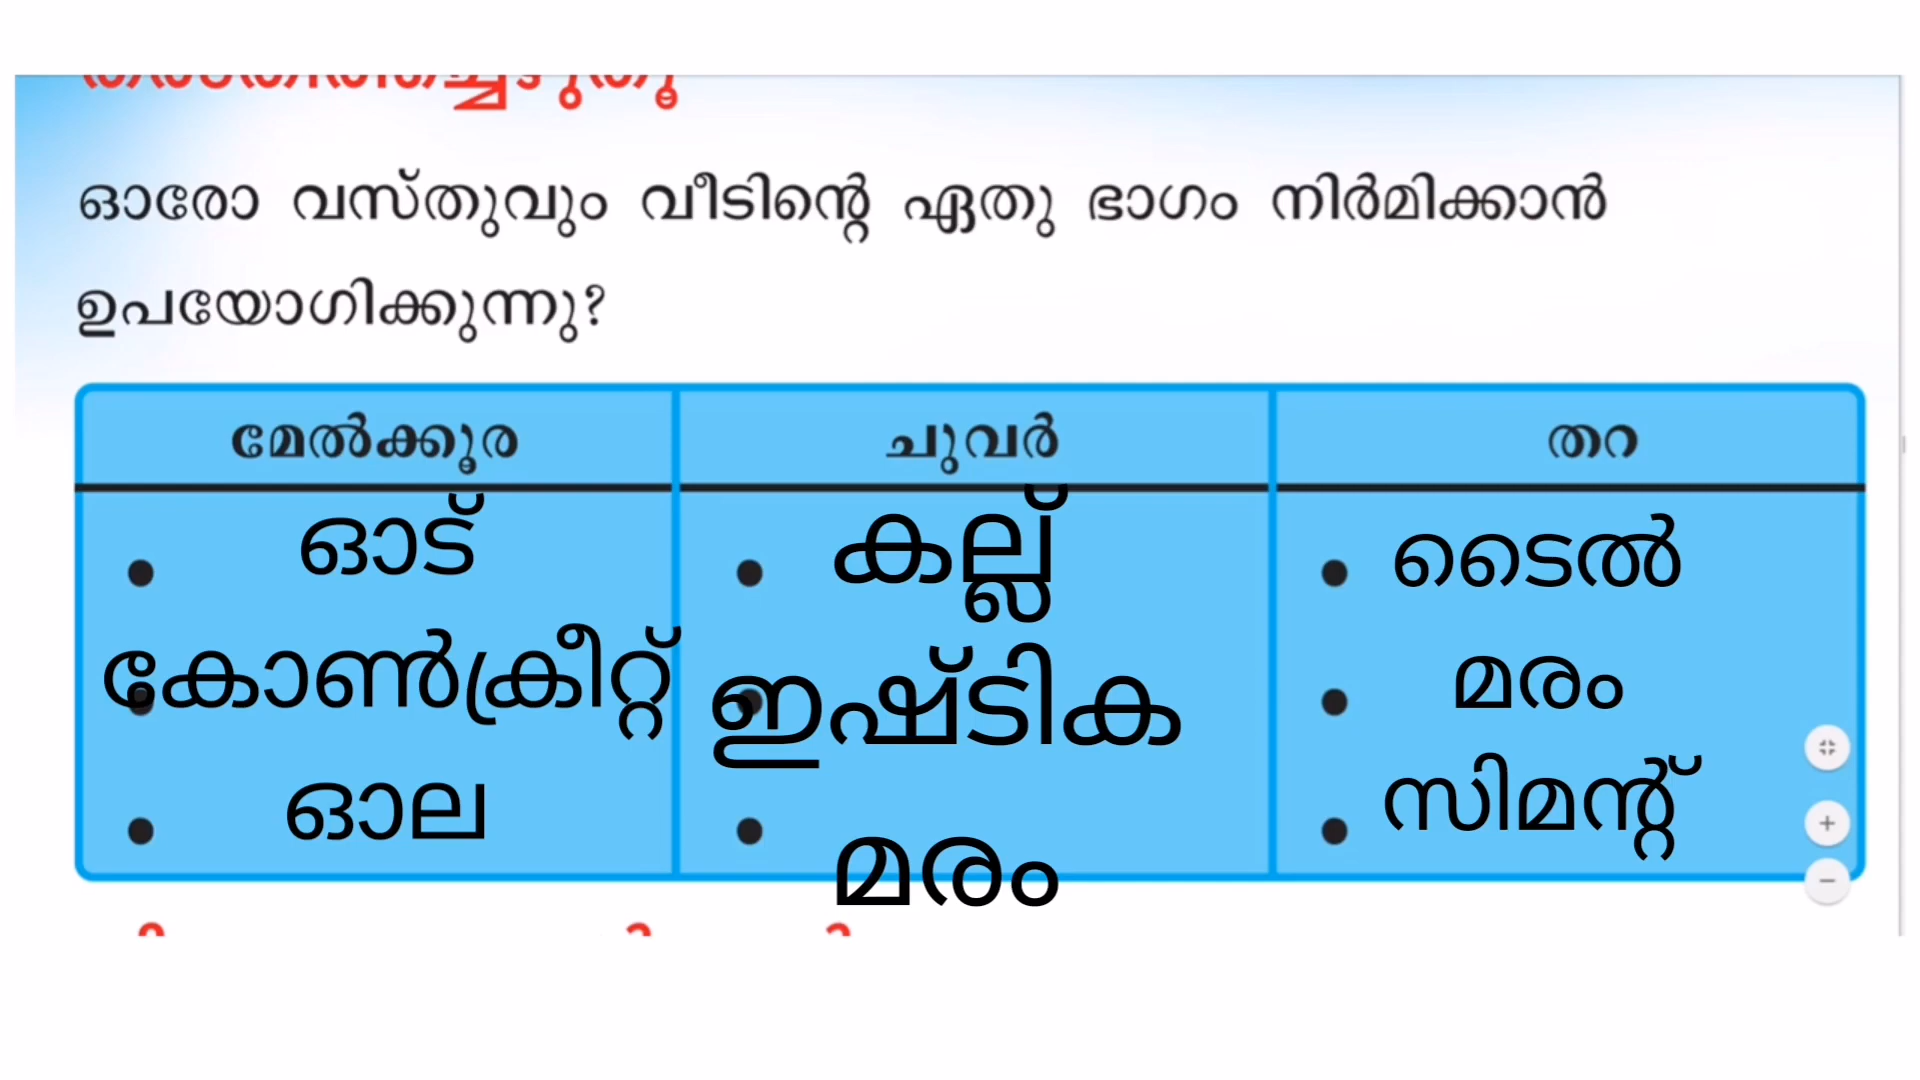 ഓരോ വസ്തുവും വീടിന്റെ ഏതു ഭാഗം നിർമിക്കാൻ
ഉപയോഗിക്കുന്നു?
മേൽക്കൂര ചുവർ തറ
ഓട് കല്ല് ടൈൽ
കോൺക്രീറ്റ് ഇഷ്ടിക മരം
ഓല മരം സിമന്റ്